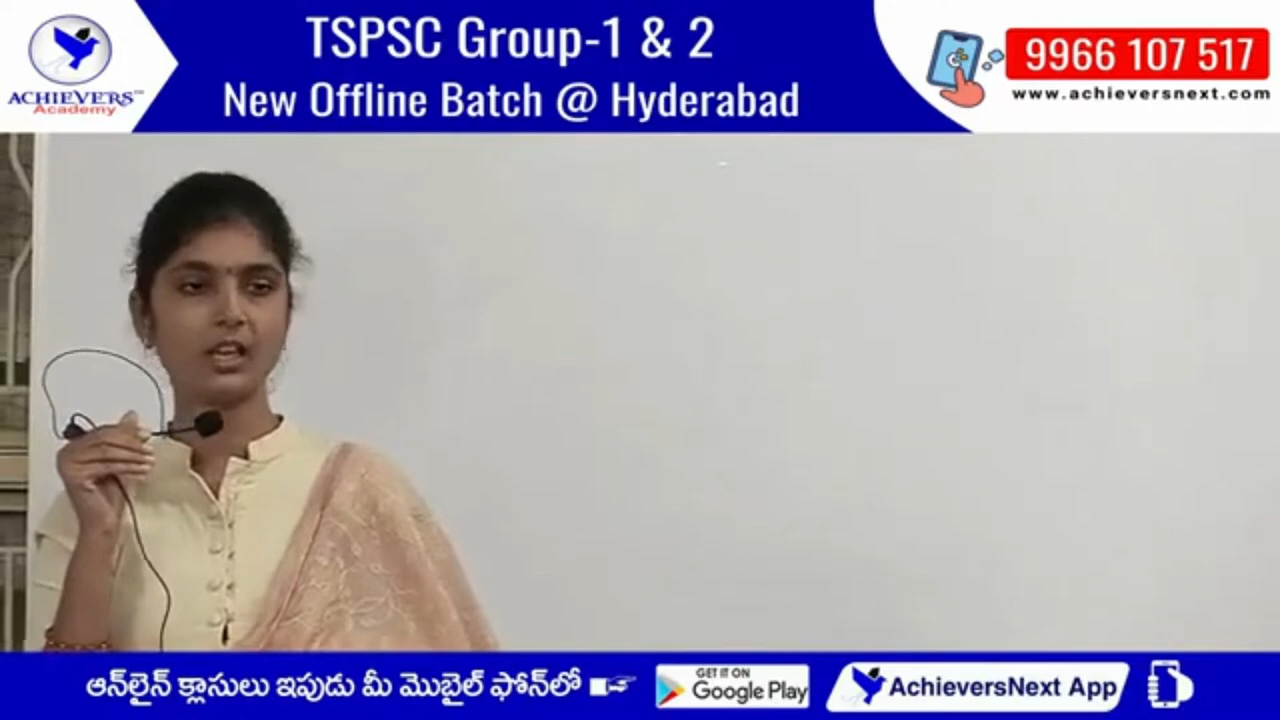 ACHIEVERS™
Academy
TSPSC Group-1 & 2
New Offline Batch @ Hyderabad
9966 107 517
www.achieversnext.com
ఆన్‌లైన్ క్లాసులు ఇపుడు మీ మొబైల్ ఫోన్‌లో
GET IT ON
Google Play
AchieversNext App